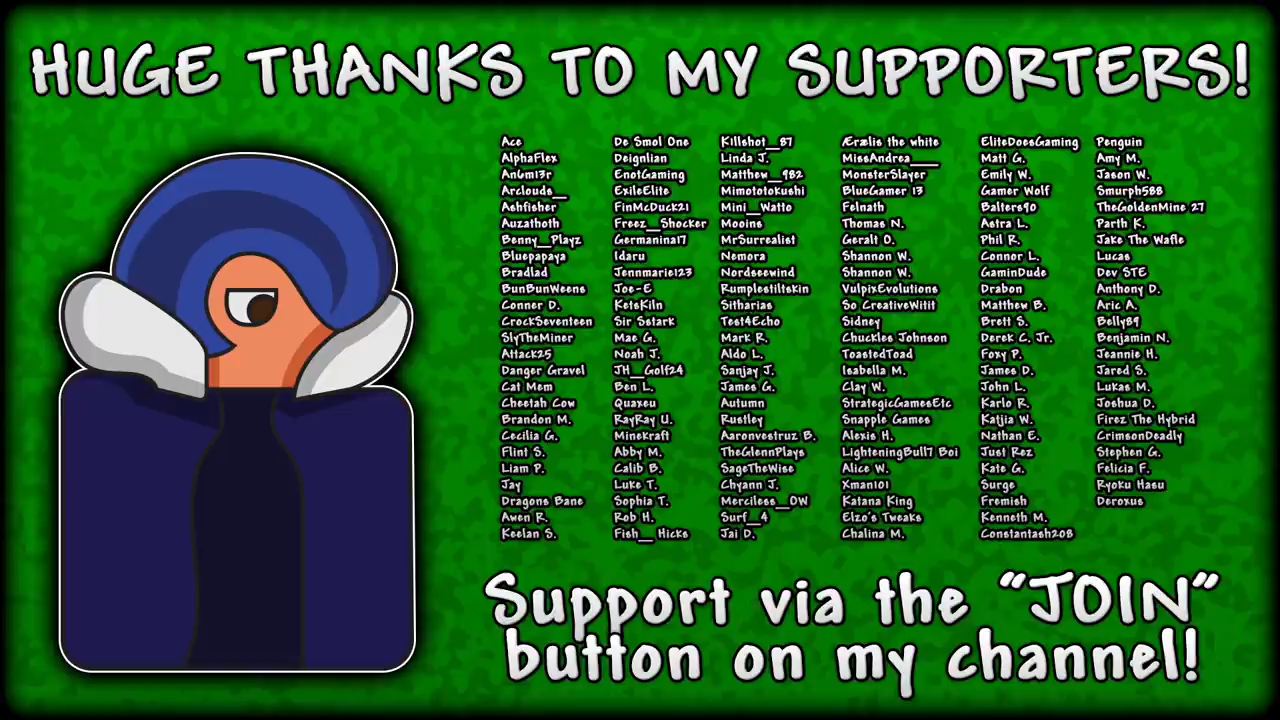 HUGE THANKS TO MY SUPPORTERS!
Ace
AlphaFlex
An6m13r
Arclouds__
Ashfisher
Auzathoth
Benny__Playz
Bluepapaya
Bradlad
BunBunWeens
Conner D.
CrockSeventeen
SlyTheMiner
Attack25
Danger Gravel
Cat Mem
Cheetah Cow
Brandon M.
Cecilia G.
Flint S.
Liam P.
Jay
Dragons Bane
Awen R.
Keelan S.
De Smol One
Deignlian
EnotGaming
ExileElite
FinMcDuck21
Freez__Shocker
Germanina17
Idaru
Jennmarie123
Joe-E
KetsKiln
Sir Sstark
Mae G.
Noah J.
JH__Golf24
Ben L.
Quaxeu
RayRay U.
Minekraft
Abby M.
Calib B.
Luke T.
Sophia T.
Rob H.
Fish__ Hicks
Killshot__87
Linda J.
Matthew__982
Mimototokushi
Mini__Watto
Mooins
MrSurrealist
Nemora
Nordseewind
Rumplestiltskin
Sitharias
Test4Echo
Mark R.
Aldo L.
Sanjay J.
James G.
Autumn
Rustley
Aaronvestruz B.
TheGlennPlays
SageTheWise
Chyann J.
Merciless__OW
Surf__4
Jai D.
Ærælis the white
MissAndrea____
MonsterSlayer
BlueGamer 13
Felnath
Thomas N.
Geralt O.
Shannon W.
Shannon W.
VulpixEvolutions
So CreativeWitit
Sidney
Chuckles Johnson
ToastedToad
Isabella M.
Clay W.
StrategicGamesEtc
Snapple Games
Alexis H.
LighteningBull7 Boi
Alice W.
Xman101
Katana King
Elzo's Tweaks
Chalina M.
EliteDoesGaming
Matt G.
Emily W.
Gamer Wolf
Balters90
Astra L.
Phil R.
Connor L.
GaminDude
Drabon
Matthew B.
Brett S.
Derek C. Jr.
Foxy P.
James D.
John L.
Karlo R.
Katjia W.
Nathan E.
Just Rez
Kate G.
Surge
Fremish
Kenneth M.
Constantash208
Penguin
Amy M.
Jason W.
Smurph588
TheGoldenMine 27
Parth K.
Jake The Wafle
Lucas
Dev STE
Anthony D.
Aric A.
Belly89
Benjamin N.
Jeannie H.
Jared S.
Lukas M.
Joshua D.
Firez The Hybrid
CrimsonDeadly
Stephen G.
Felicia F.
Ryoku Hasu
Deroxus
Support via the "JOIN"
button on my channel!